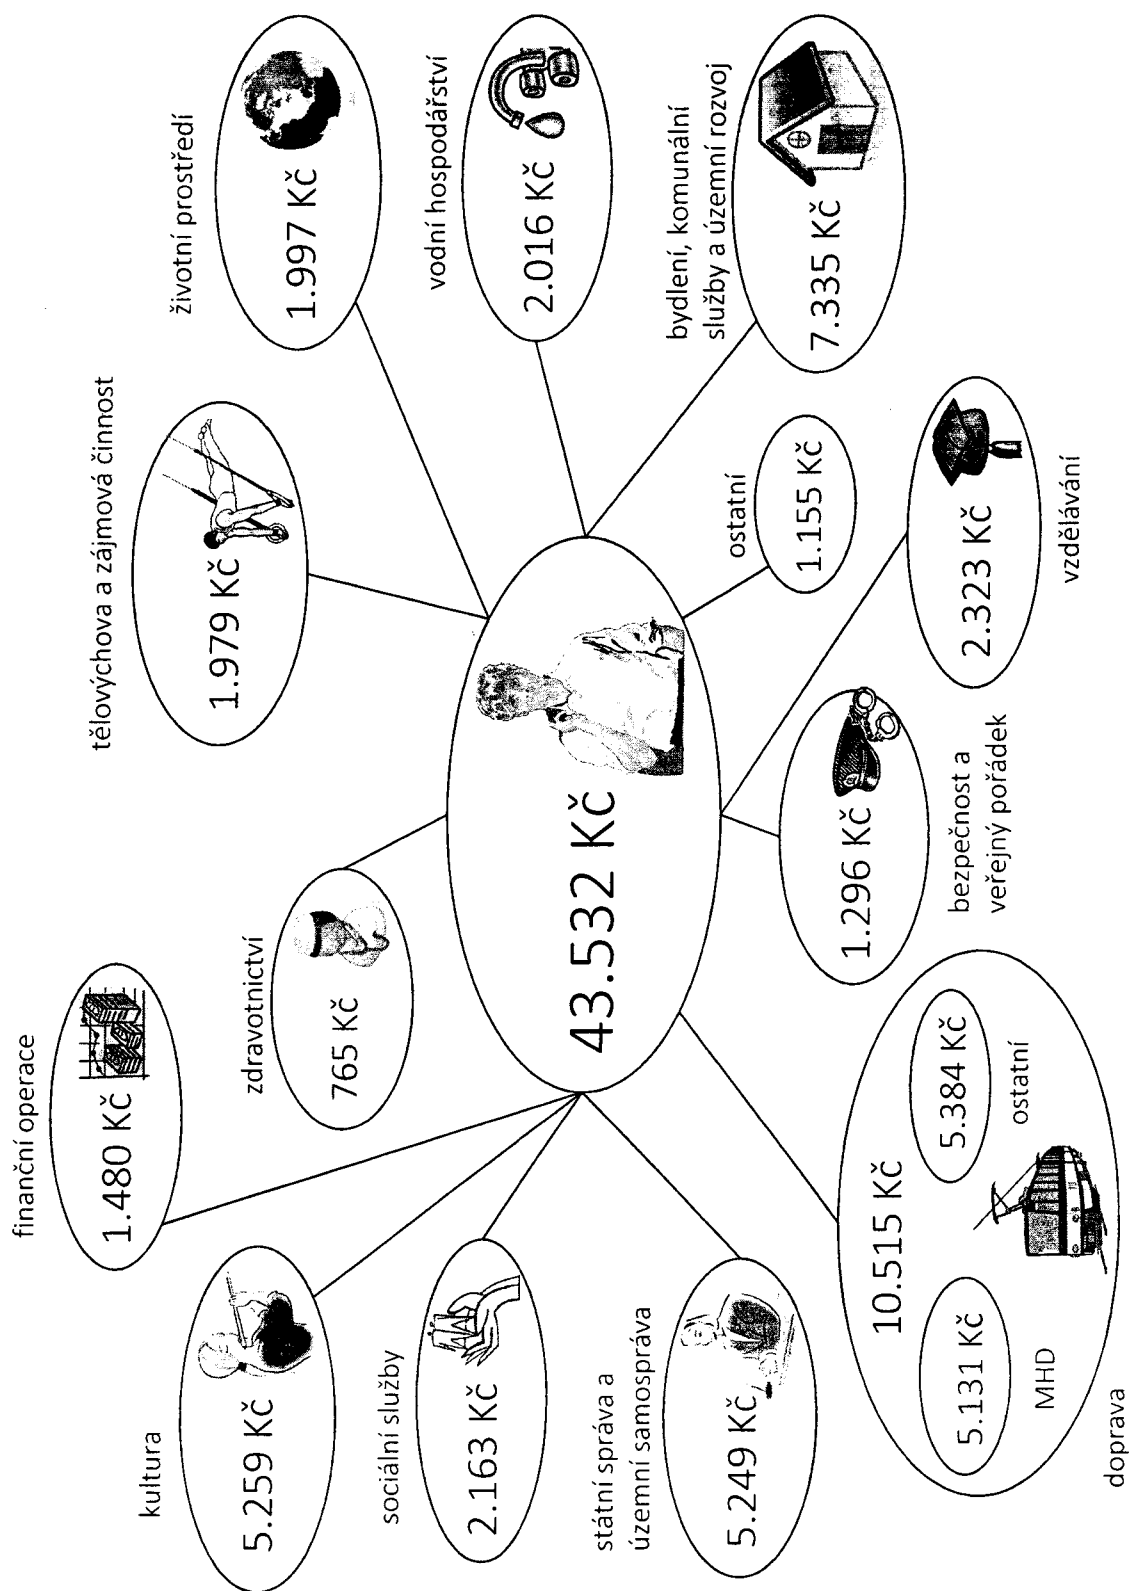 finanční operace
1.480 Kč
tělovýchova a zájmová činnost
1.979 Kč
životní prostředí
1.997 Kč
kultura
5.259 Kč
zdravotnictví
765 Kč
vodní hospodářství
2.016 Kč
sociální služby
2.163 Kč
43.532 Kč
bydlení, komunální
služby a územní rozvoj
7.335 Kč
státní správa a
územní samospráva
5.249 Kč
ostatní
1.155 Kč
bezpečnost a
veřejný pořádek
1.296 Kč
vzdělávání
2.323 Kč
10.515 Kč
5.131 Kč
MHD
5.384 Kč
ostatní
doprava